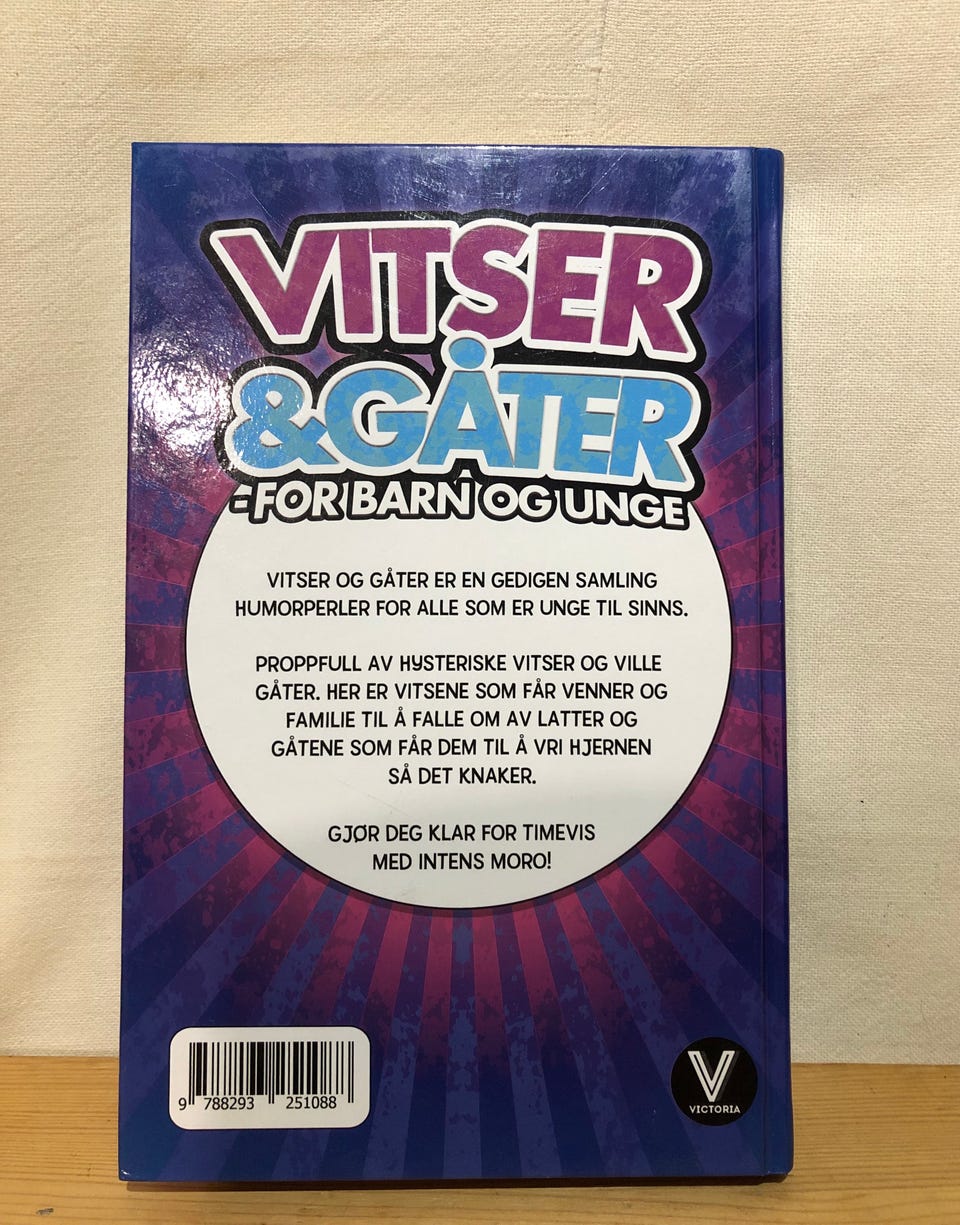 VITSER
&GÅTER
-FOR BARN OG UNGE
VITSER OG GÅTER ER EN GEDIGEN SAMLING
HUMORPERLER FOR ALLE SOM ER UNGE TIL SINNS.
PROPPFULL AV HYSTERISKE VITSER OG VILLE
GÅTER. HER ER VITSENE SOM FÅR VENNER OG
FAMILIE TIL Å FALLE OM AV LATTER OG
GÅTENE SOM FÅR DEM TIL Å VRI HJERNEN
SÅ DET KNAKER.
GJØR DEG KLAR FOR TIMEVIS
MED INTENS MORO!
9 788293 251088
V
VICTORIA